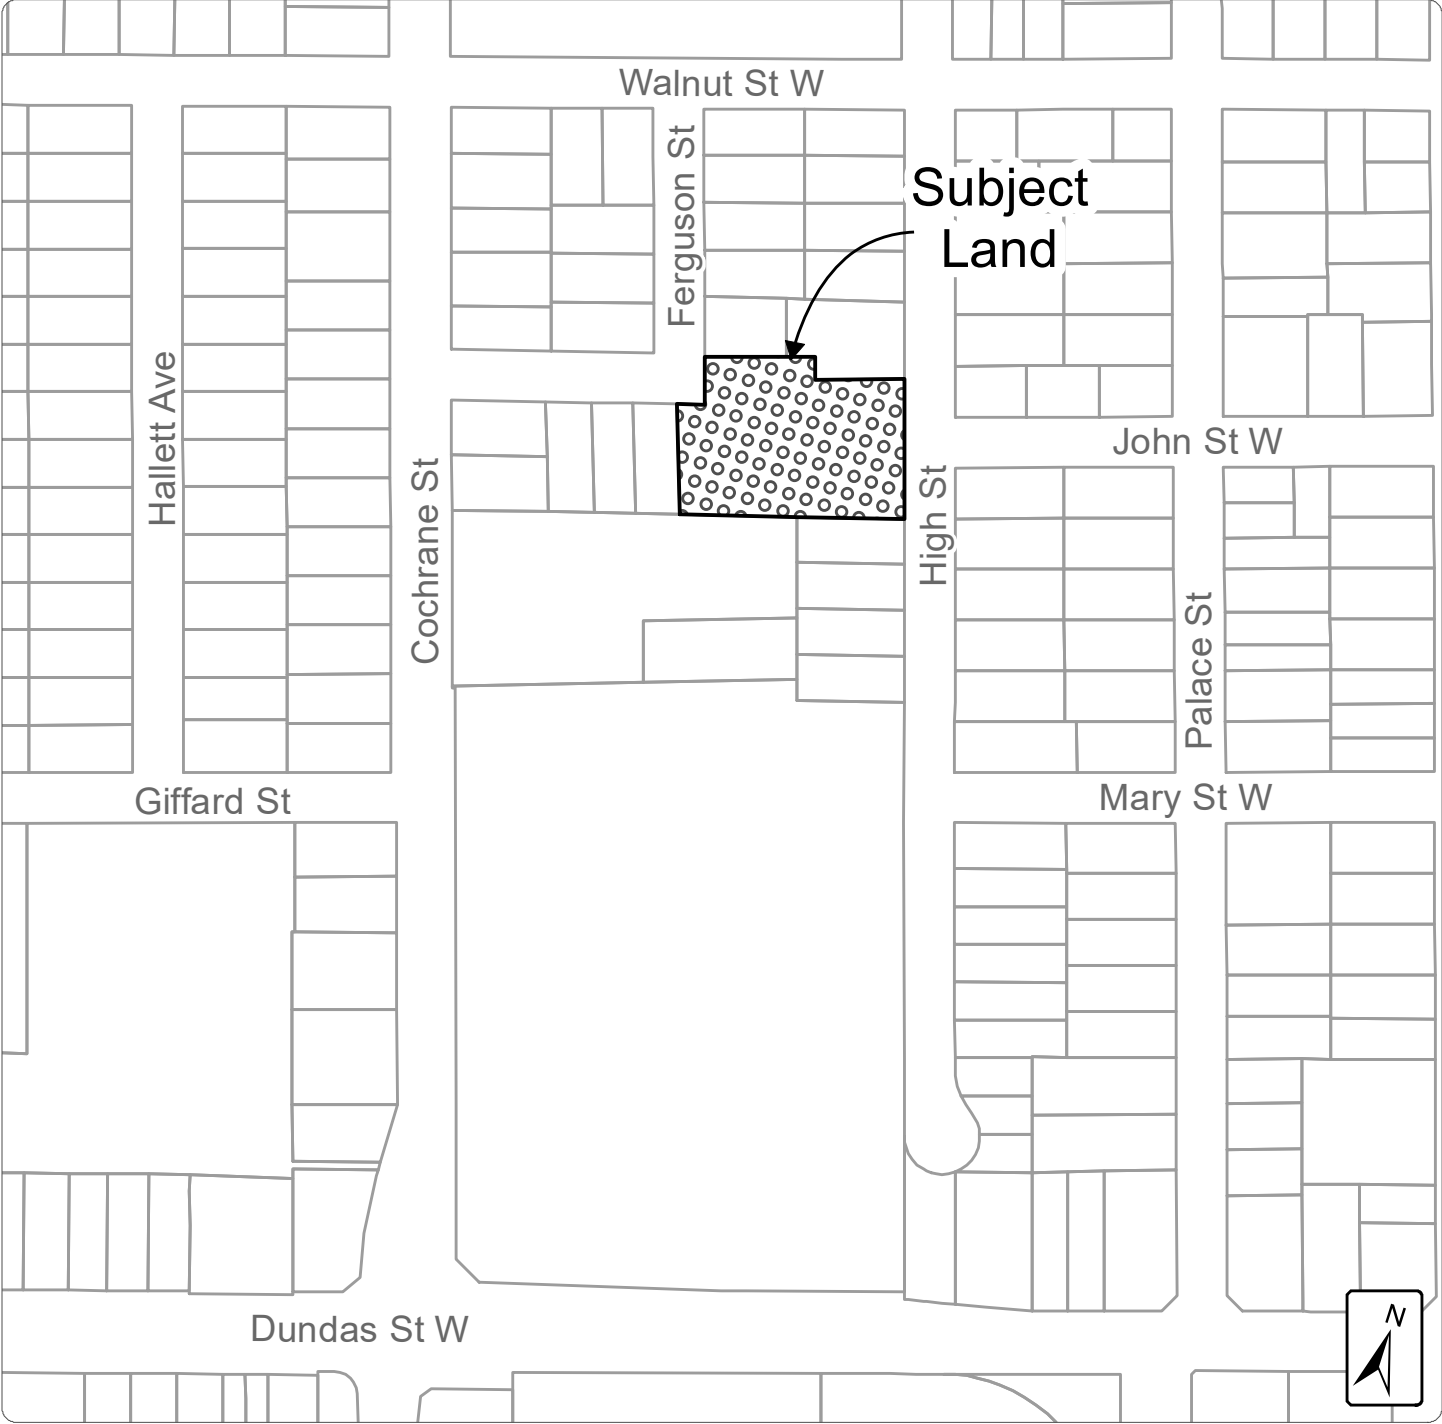 Walnut St W
Ferguson St
Subject
Land
Hallett Ave
John St W
Cochrane St
High St
Palace St
Giffard St
Mary St W
Dundas St W
N